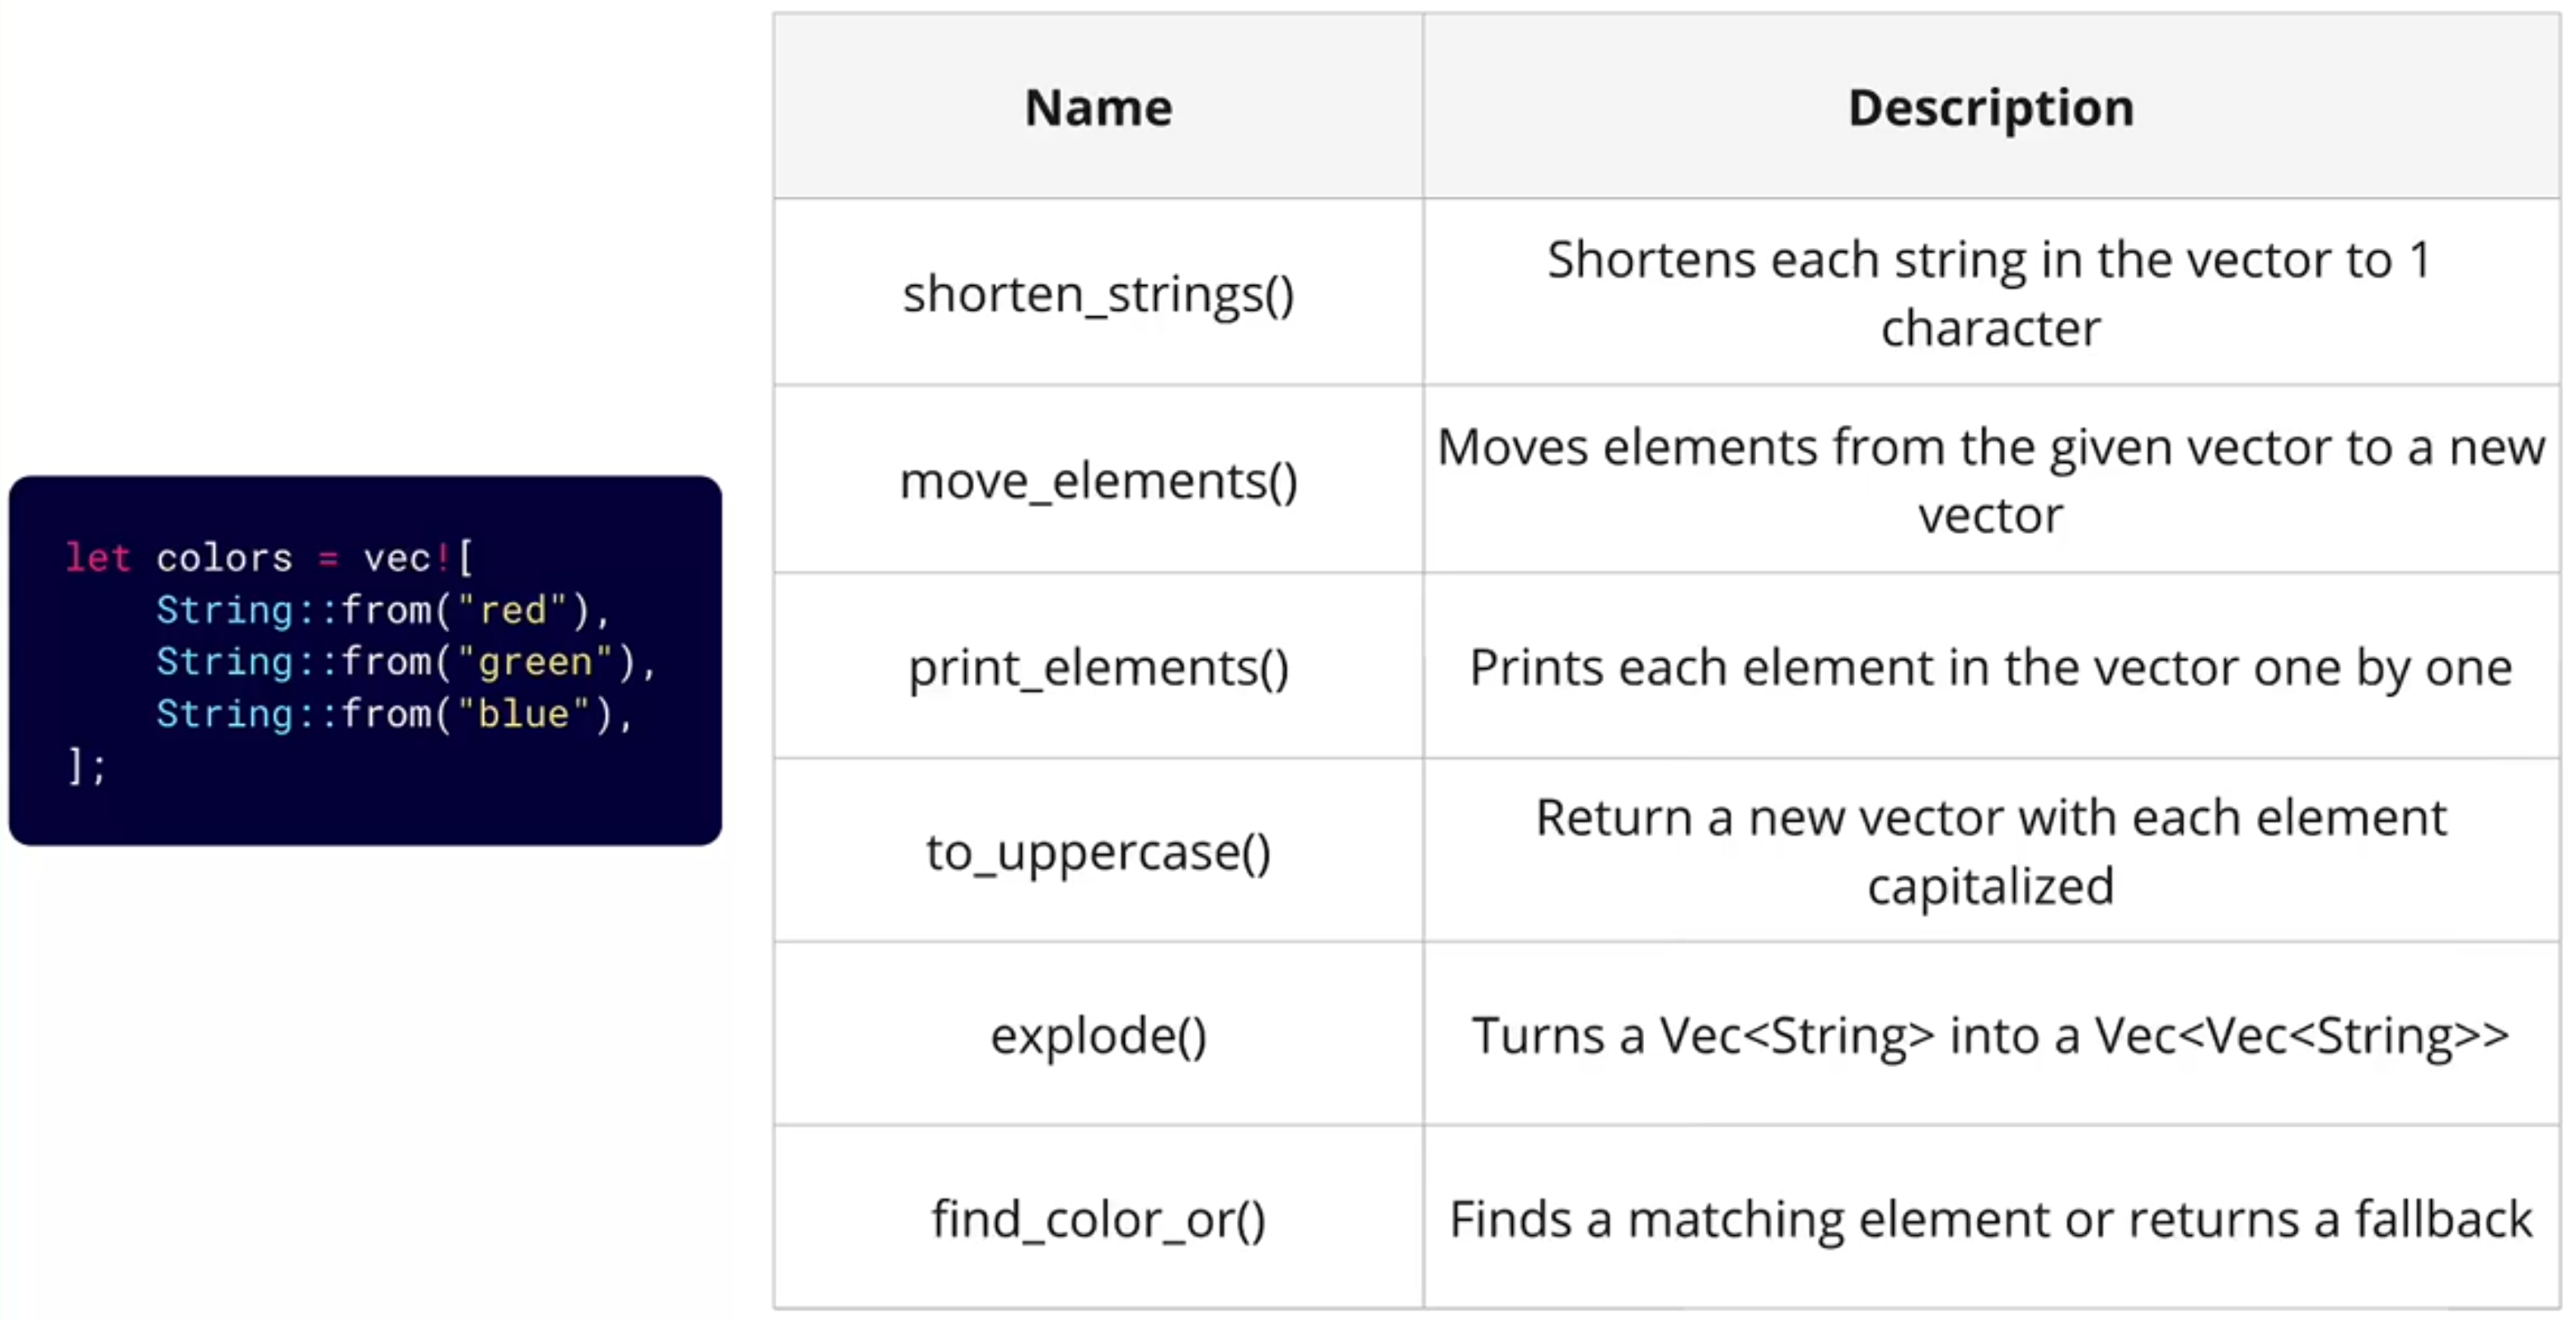 let colors = vec![
    String::from("red"),
    String::from("green"),
    String::from("blue"),
];
Name
Description
shorten_strings()
Shortens each string in the vector to 1
character
move_elements()
Moves elements from the given vector to a new
vector
print_elements()
Prints each element in the vector one by one
to_uppercase()
Return a new vector with each element
capitalized
explode()
Turns a Vec<String> into a Vec<Vec<String>>
find_color_or()
Finds a matching element or returns a fallback